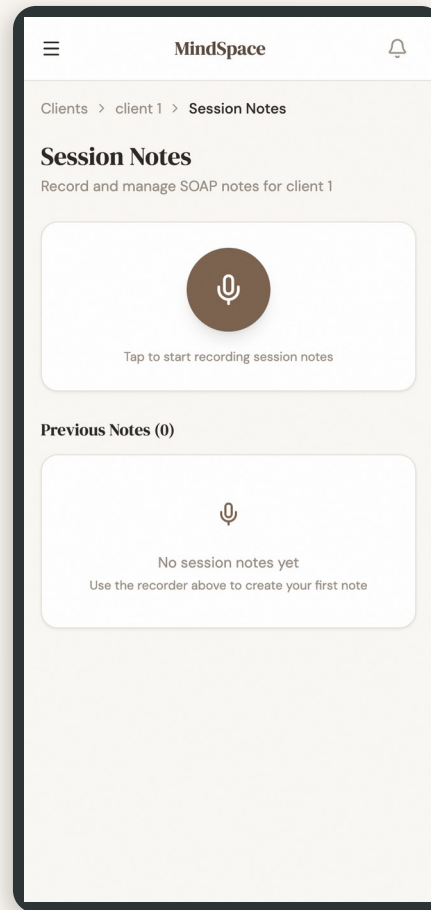 MindSpace
Clients > client 1 > Session Notes
Session Notes
Record and manage SOAP notes for client 1
Tap to start recording session notes
Previous Notes (0)
No session notes yet
Use the recorder above to create your first note